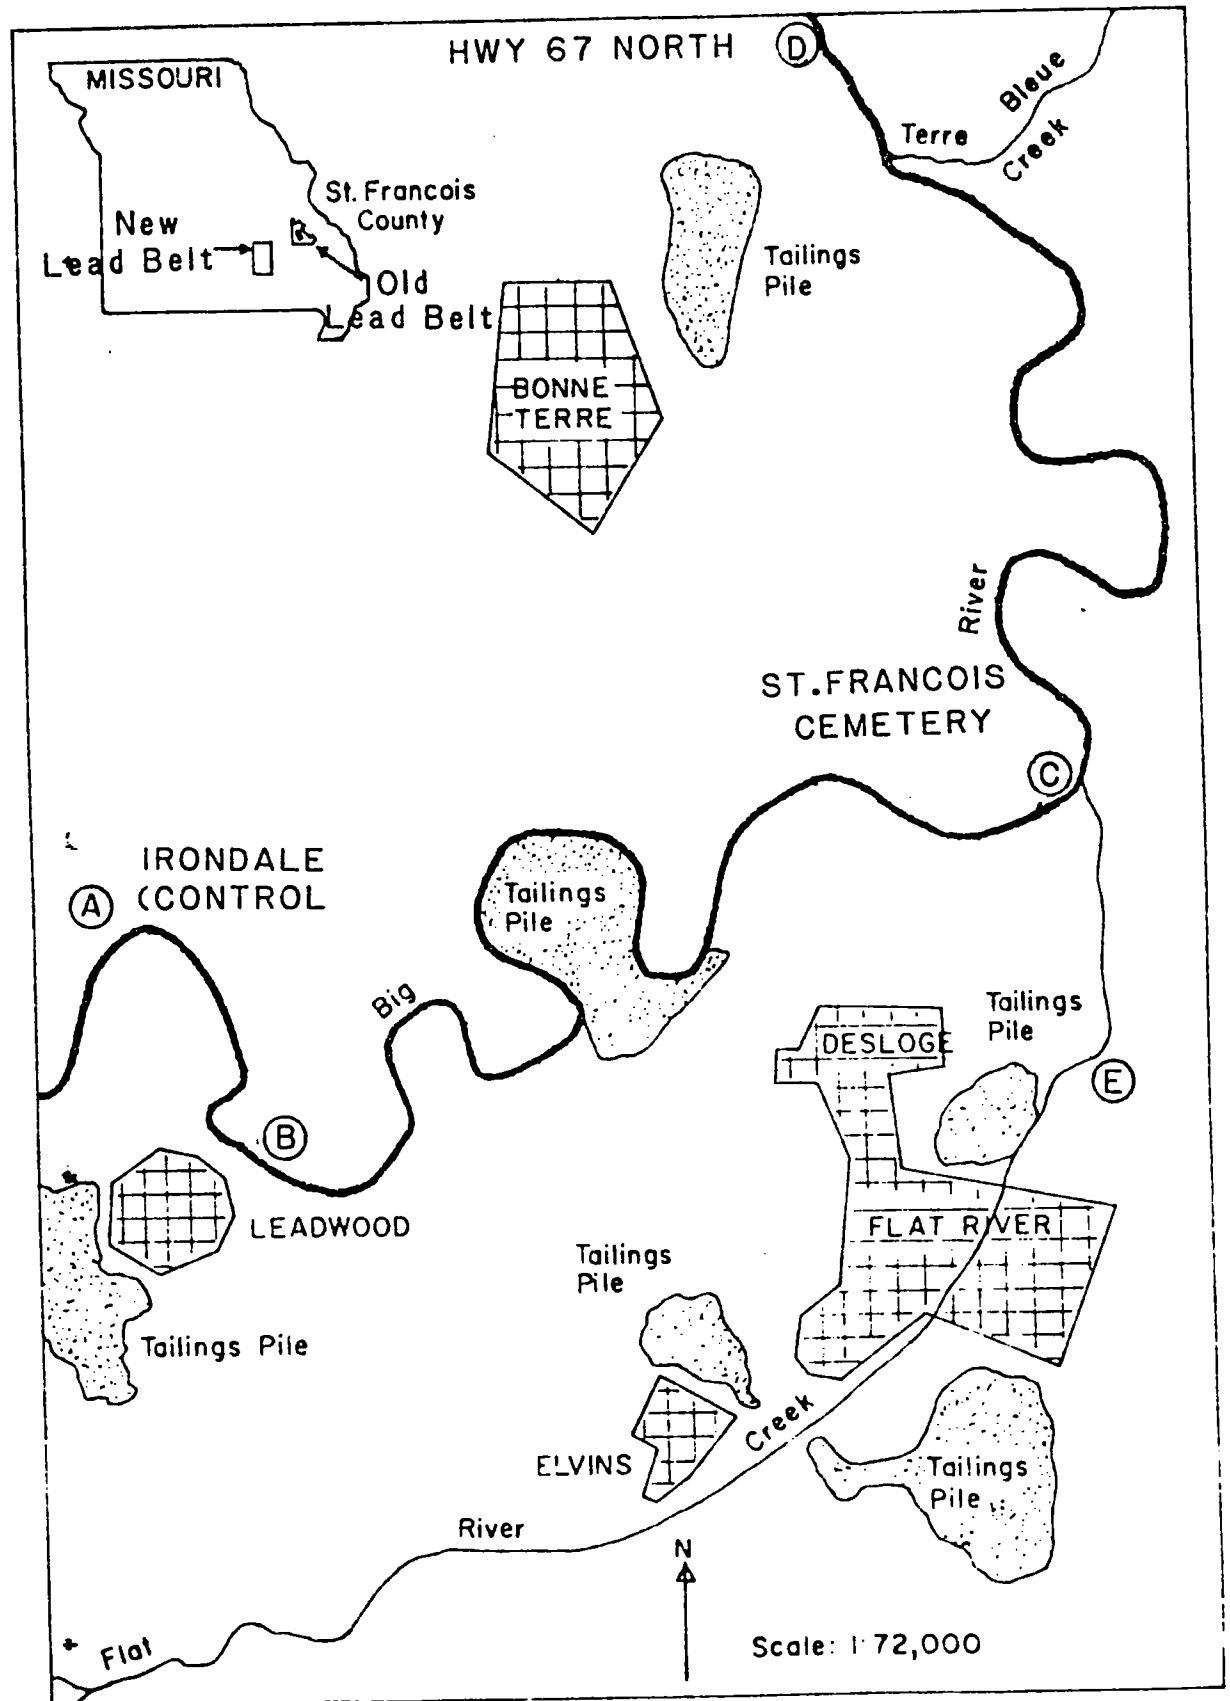 HWY 67 NORTH
D
MISSOURI
Terre
Bleue
Creek
St. Francois
County
New
Lead Belt
Old
Lead Belt
Tailings
Pile
BONNE
TERRE
River
ST. FRANCOIS
CEMETERY
C
IRONDALE
(CONTROL
A
Tailings
Pile
Big
Tailings
Pile
DESLOGE
E
B
LEADWOOD
FLAT RIVER
Tailings
Pile
Tailings Pile
Creek
ELVINS
Tailings
Pile
River
N
Flat
Scale: 1:72,000